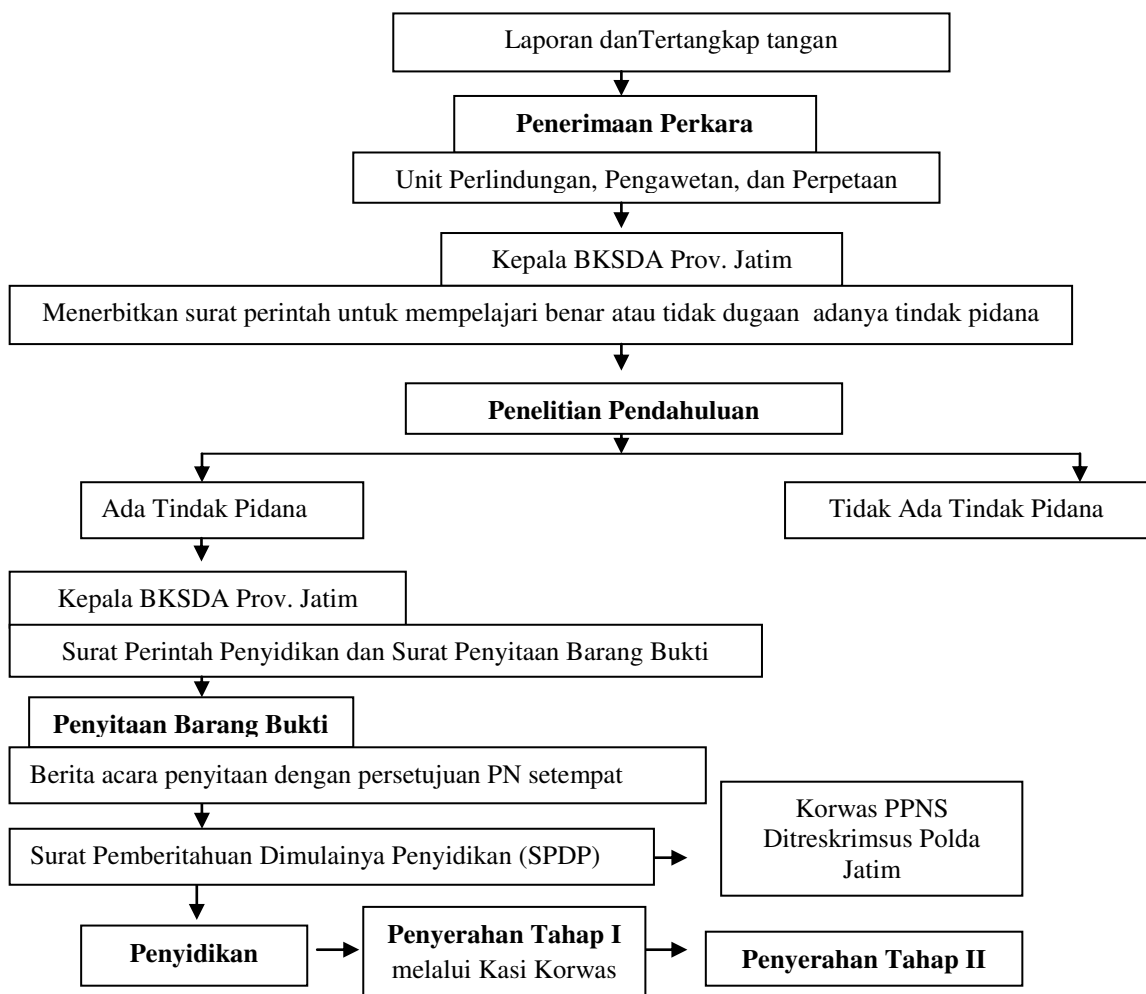 Laporan danTertangkap tangan
Penerimaan Perkara
Unit Perlindungan, Pengawetan, dan Perpetaan
Kepala BKSDA Prov. Jatim
Menerbitkan surat perintah untuk mempelajari benar atau tidak dugaan adanya tindak pidana
Penelitian Pendahuluan
Ada Tindak Pidana
Tidak Ada Tindak Pidana
Kepala BKSDA Prov. Jatim
Surat Perintah Penyidikan dan Surat Penyitaan Barang Bukti
Penyitaan Barang Bukti
Berita acara penyitaan dengan persetujuan PN setempat
Surat Pemberitahuan Dimulainya Penyidikan (SPDP)
Korwas PPNS
Ditreskrimsus Polda
Jatim
Penyidikan
Penyerahan Tahap I
melalui Kasi Korwas
Penyerahan Tahap II